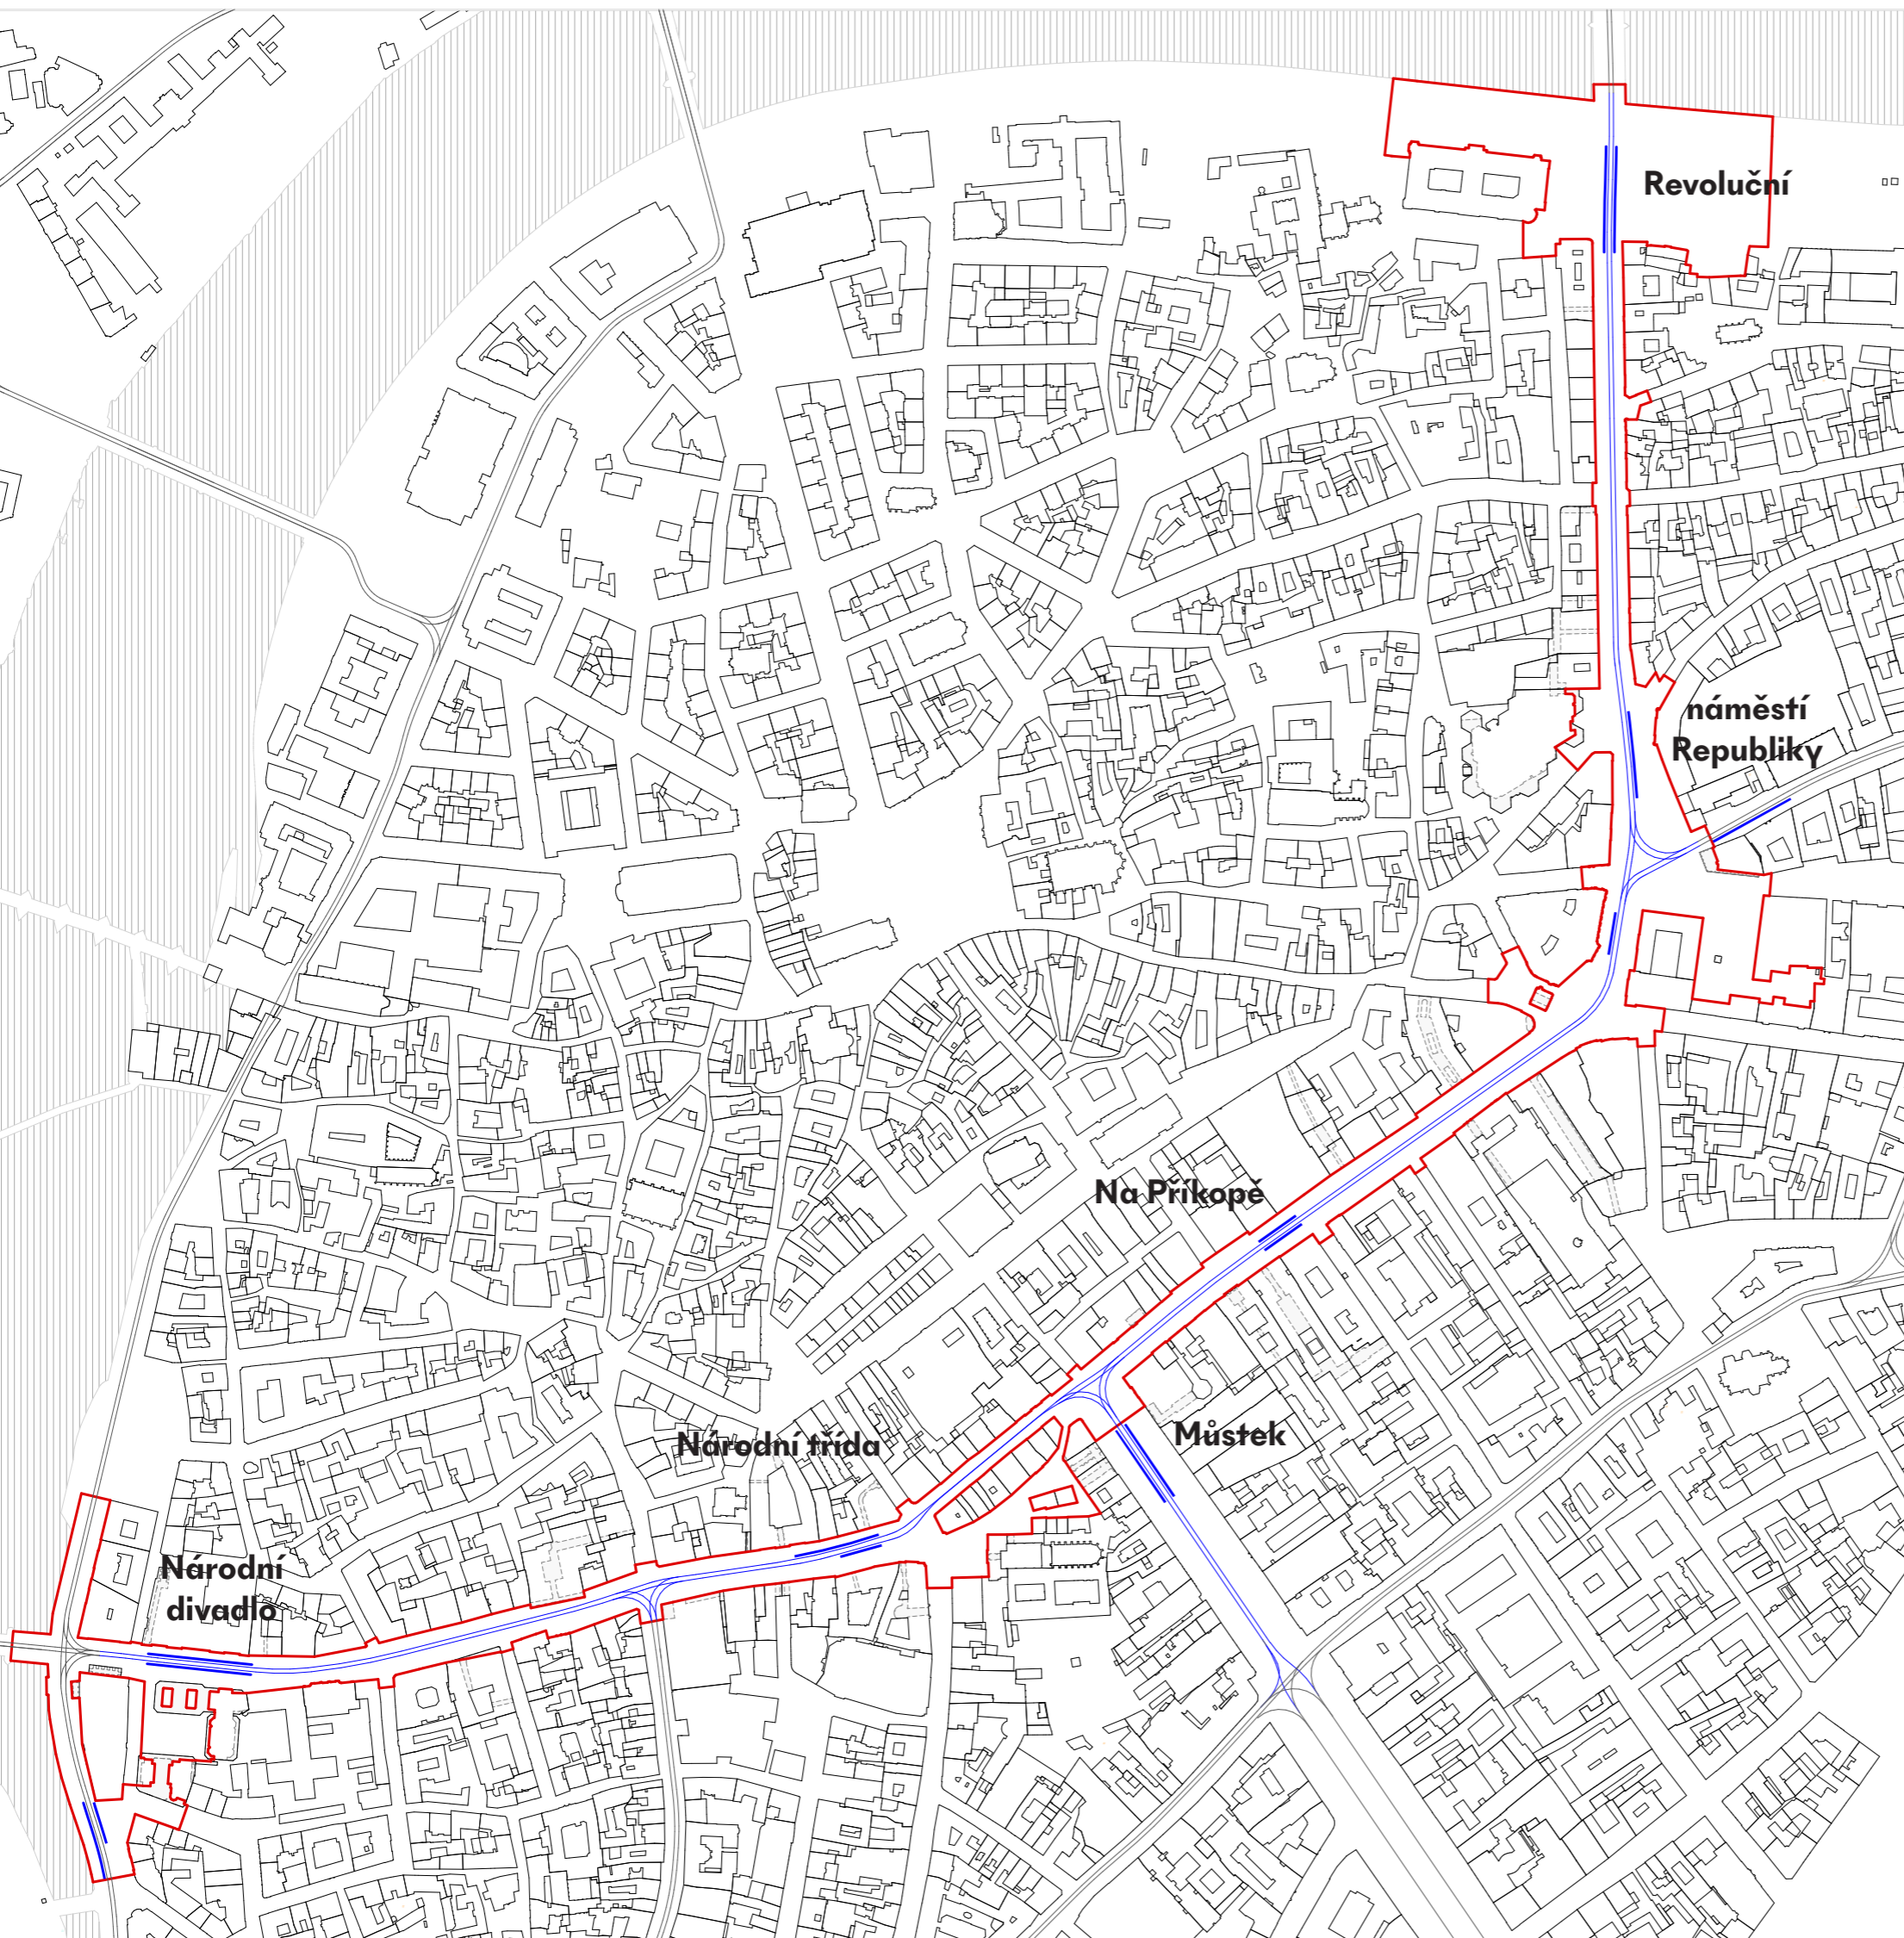 Revoluční
náměstí
Republiky
Na Příkopě
Můstek
Národní třída
Národní
divadlo